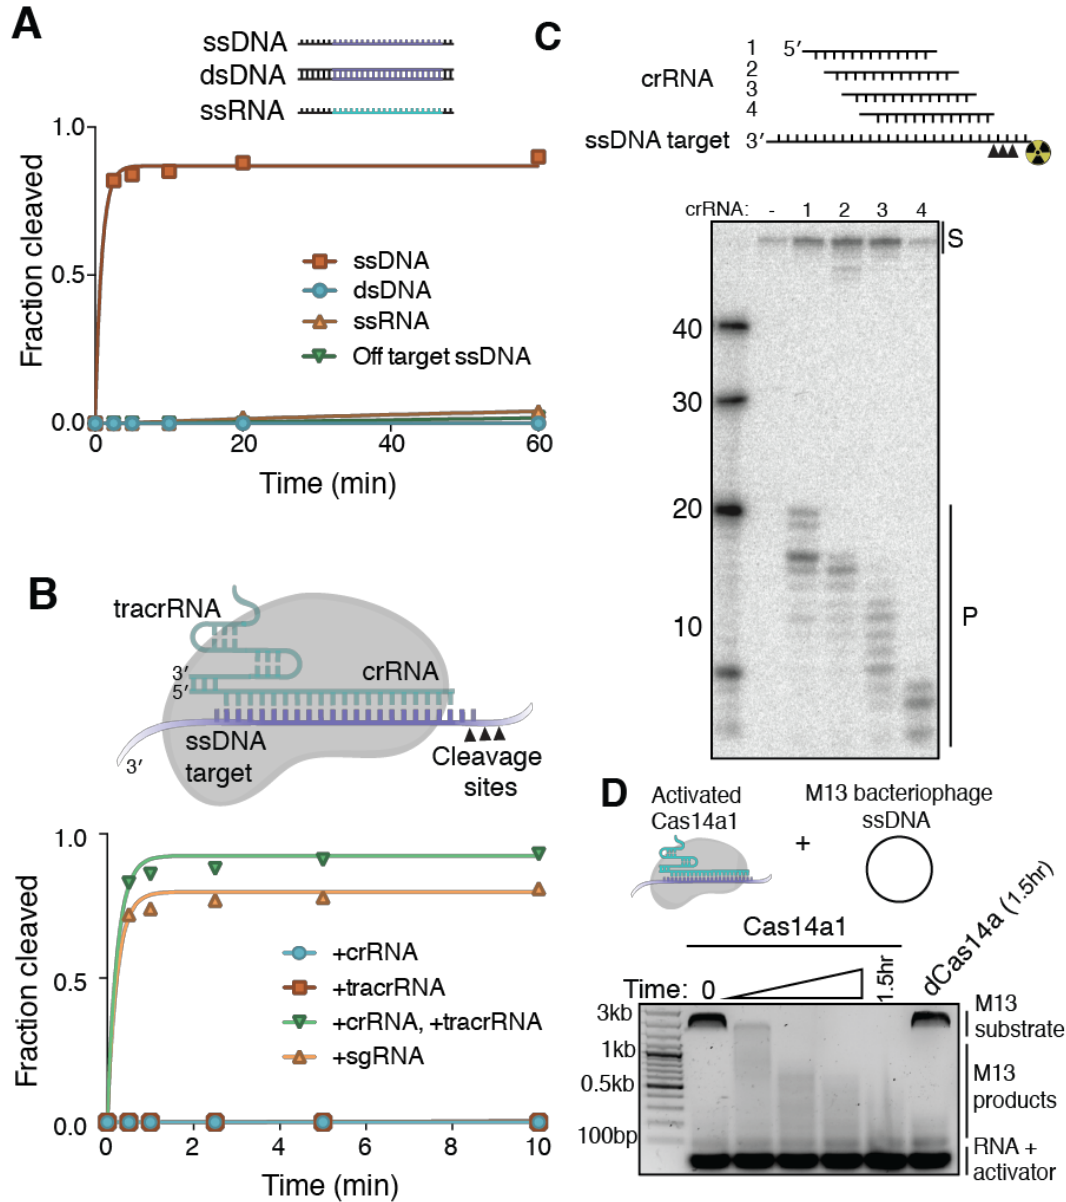 A
ssDNA
dsDNA
ssRNA
1.0
0.5
0.0
Fraction cleaved
ssDNA
dsDNA
ssRNA
Off target ssDNA
0 20 40 60
Time (min)
B
tracrRNA
crRNA
3′
5′
ssDNA
target
3′
Cleavage
sites
1.0
0.5
0.0
Fraction cleaved
+crRNA
+tracrRNA
+crRNA, +tracrRNA
+sgRNA
0 2 4 6 8 10
Time (min)
C
1 5′
crRNA
2
3
4
ssDNA target 3′
crRNA: - 1 2 3 4
S
40
30
20
10
P
D
Activated
Cas14a1
+
M13 bacteriophage
ssDNA
Cas14a1
Time: 0
1.5hr
dCas14a (1.5hr)
3kb
1kb
0.5kb
100bp
M13
substrate
M13
products
RNA +
activator